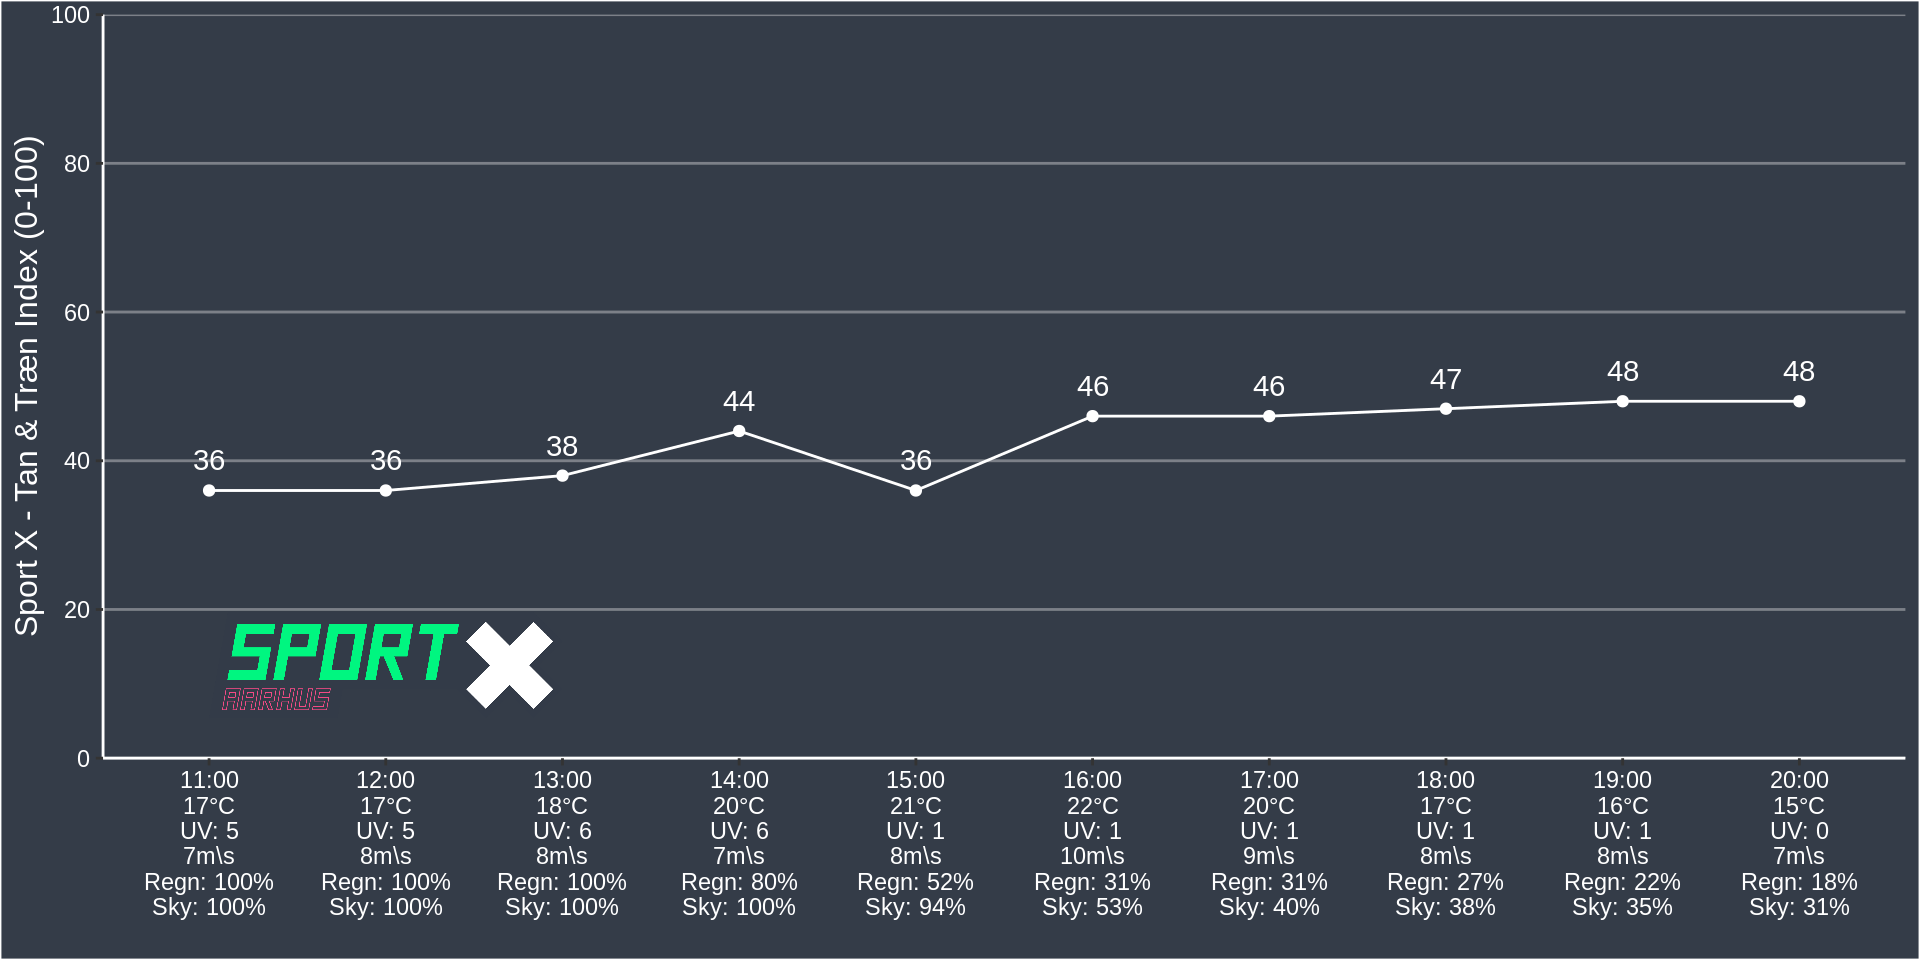 Sport X - Tan & Træn Index (0-100)
100
80
60
40
20
0
36
36
38
44
36
46
46
47
48
48
SPORT X
AARHUS
11:00 12:00 13:00 14:00 15:00 16:00 17:00 18:00 19:00 20:00
17°C 17°C 18°C 20°C 21°C 22°C 20°C 17°C 16°C 15°C
UV: 5 UV: 5 UV: 6 UV: 6 UV: 1 UV: 1 UV: 1 UV: 1 UV: 1 UV: 0
7m\s 8m\s 8m\s 7m\s 8m\s 10m\s 9m\s 8m\s 8m\s 7m\s
Regn: 100% Regn: 100% Regn: 100% Regn: 80% Regn: 52% Regn: 31% Regn: 31% Regn: 27% Regn: 22% Regn: 18%
Sky: 100% Sky: 100% Sky: 100% Sky: 100% Sky: 94% Sky: 53% Sky: 40% Sky: 38% Sky: 35% Sky: 31%